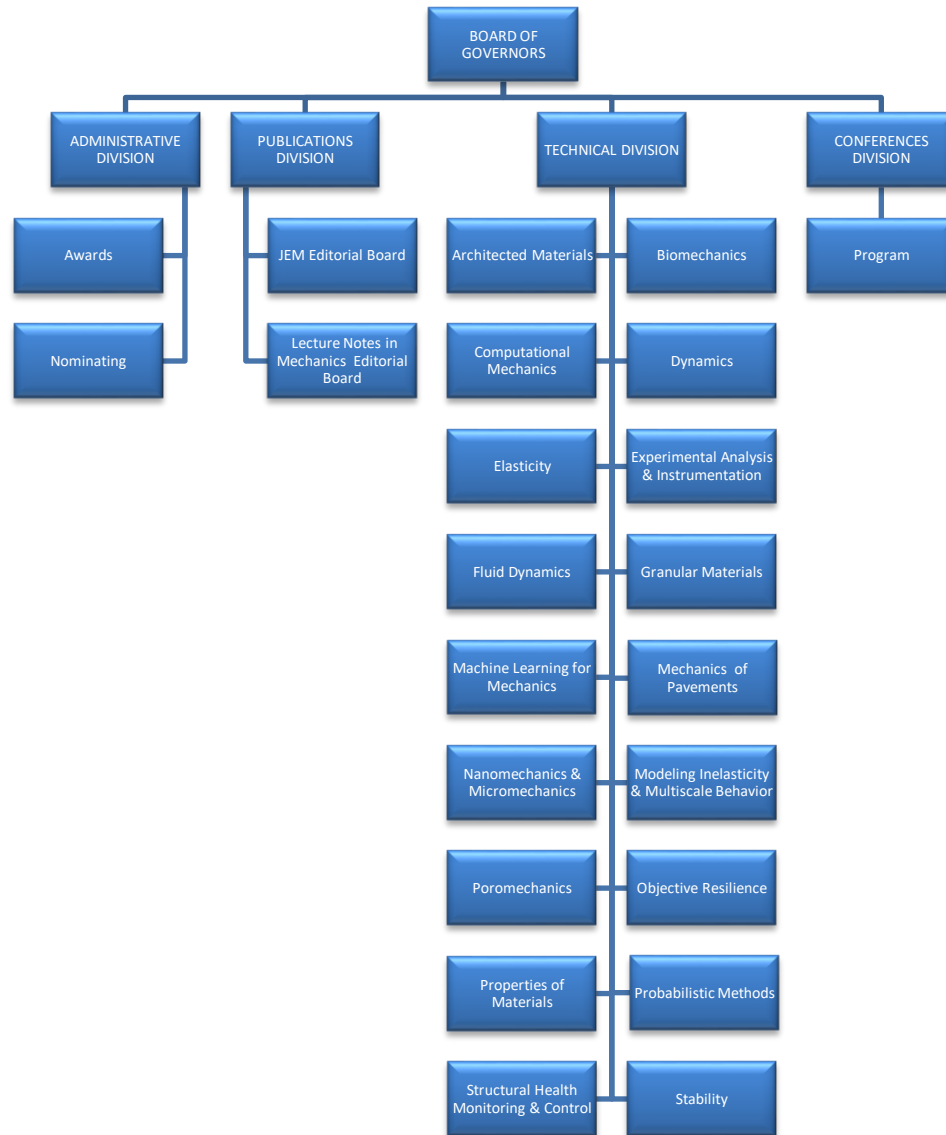 BOARD OF
GOVERNORS
ADMINISTRATIVE
DIVISION
PUBLICATIONS
DIVISION
TECHNICAL DIVISION
CONFERENCES
DIVISION
Awards
JEM Editorial Board
Architected Materials
Biomechanics
Program
Nominating
Lecture Notes in
Mechanics Editorial
Board
Computational
Mechanics
Dynamics
Elasticity
Experimental Analysis
& Instrumentation
Fluid Dynamics
Granular Materials
Machine Learning for
Mechanics
Mechanics of
Pavements
Nanomechanics &
Micromechanics
Modeling Inelasticity
& Multiscale Behavior
Poromechanics
Objective Resilience
Properties of
Materials
Probabilistic Methods
Structural Health
Monitoring & Control
Stability